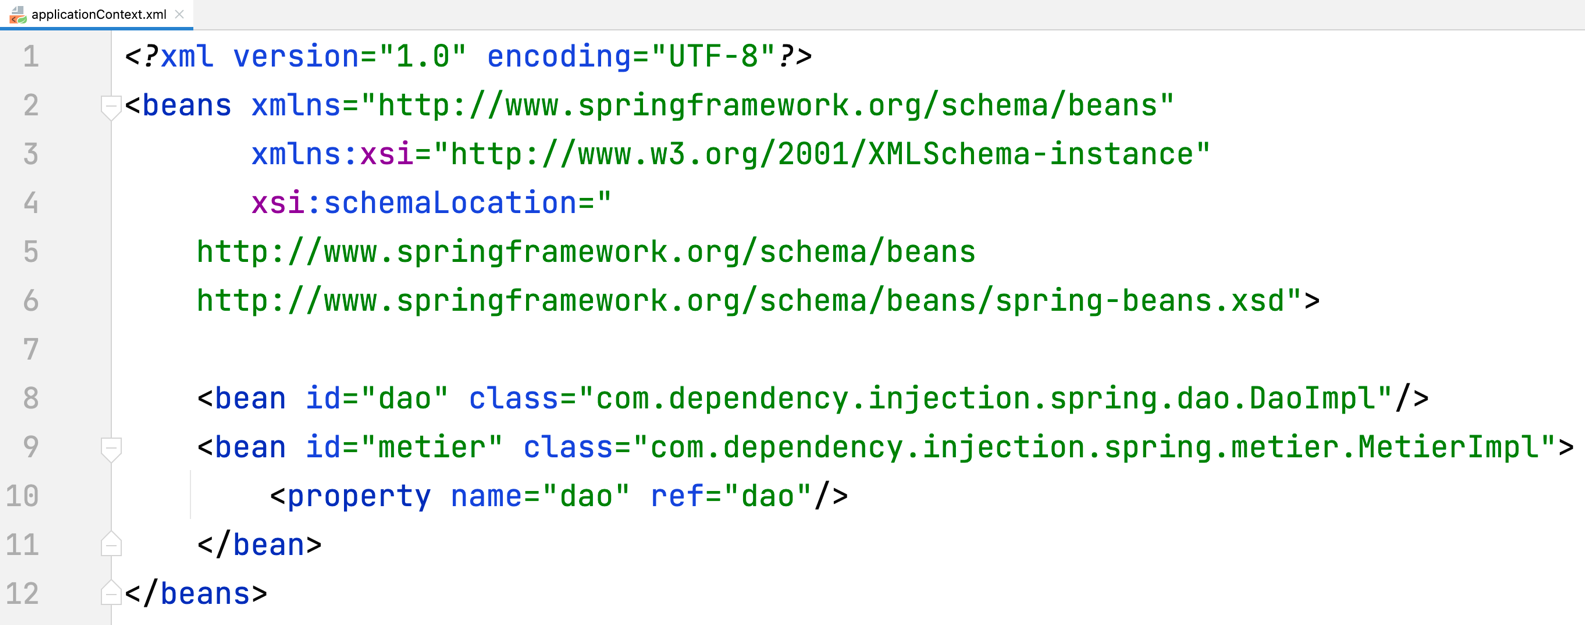 applicationContext.xml
1 <?xml version="1.0" encoding="UTF-8"?>
2 <beans xmlns="http://www.springframework.org/schema/beans"
3 xmlns:xsi="http://www.w3.org/2001/XMLSchema-instance"
4 xsi:schemaLocation="
5 http://www.springframework.org/schema/beans
6 http://www.springframework.org/schema/beans/spring-beans.xsd">
7
8 <bean id="dao" class="com.dependency.injection.spring.dao.DaoImpl"/>
9 <bean id="metier" class="com.dependency.injection.spring.metier.MetierImpl">
10 <property name="dao" ref="dao"/>
11 </bean>
12 </beans>